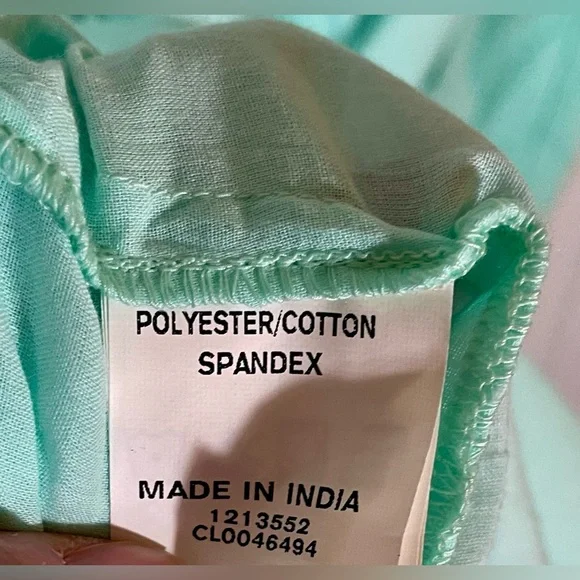 POLYESTER/COTTON
SPANDEX
MADE IN INDIA
1213552
CL0046494